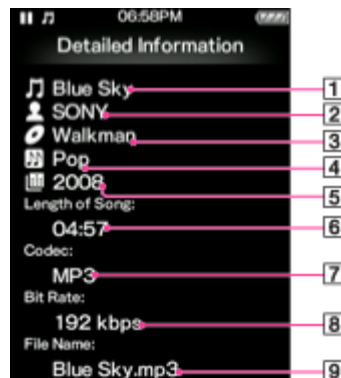 06:58PM
Detailed Information
Blue Sky 1
SONY 2
Walkman 3
Pop 4
2008 5
Length of Song:
04:57 6
Codec:
MP3 7
Bit Rate:
192 kbps 8
File Name:
Blue Sky.mp3 9